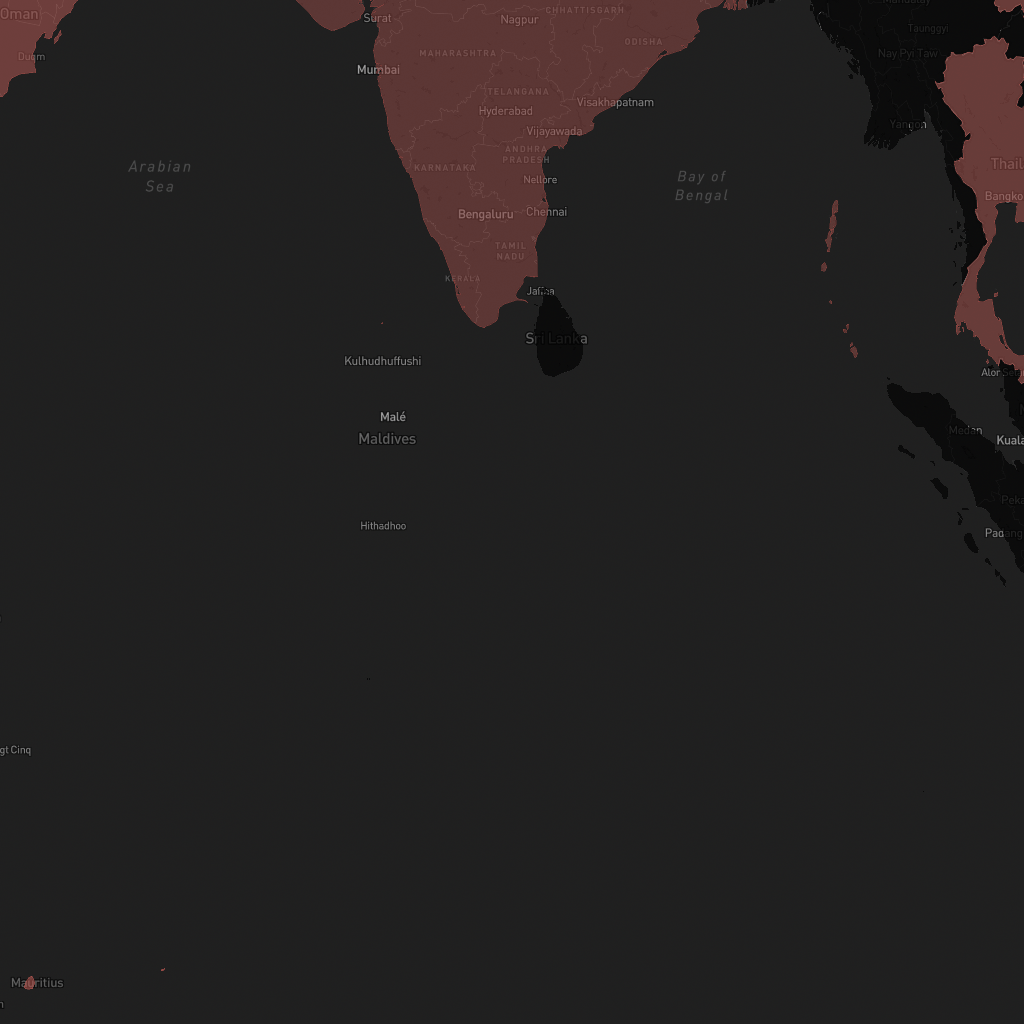 Mandalay
CHHATTISGARH
Oman
Surat
Nagpur
Taunggyi
ODISHA
MAHARASHTRA
Nay Pyi Taw
Duqm
Mumbai
TELANGANA
Visakhapatnam
Hyderabad
Yangon
Vijayawada
ANDHRA
PRADESH
Thail
Arabian
Sea
KARNATAKA
Bay of
Bengal
Nellore
Bangko
Bengaluru
Chennai
TAMIL
NADU
KERALA
Jaffna
Sri Lanka
Kulhudhuffushi
Alor Setar
Malé
Medan
Maldives
Kuala
Peka
Hithadhoo
Padang
gt Cinq
Mauritius